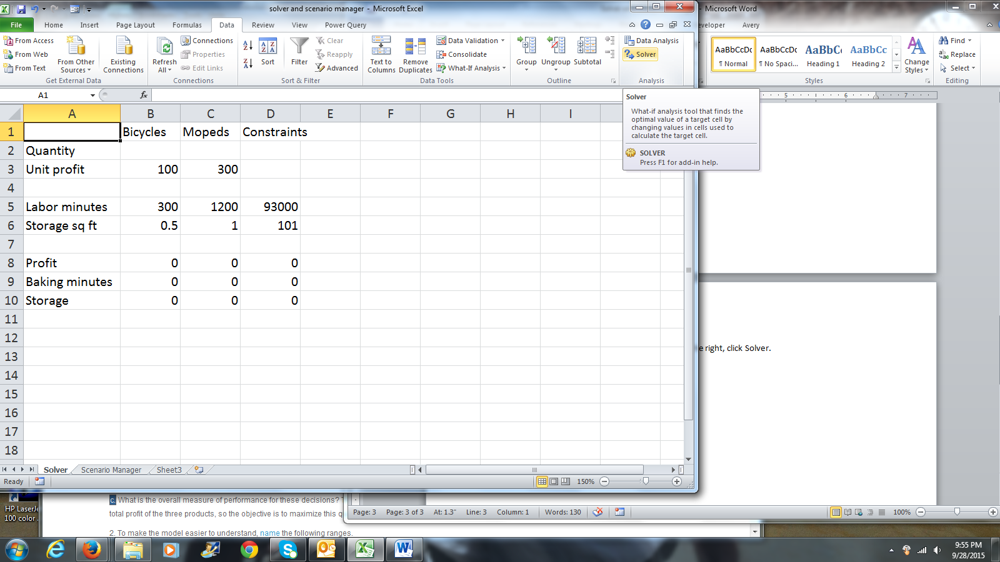 solver and scenario manager - Microsoft Excel
- Microsoft Word
File Home Insert Page Layout Formulas Data Review View Power Query
eveloper Avery
From Access
From Web
From Text
From Other Sources
Existing Connections
Get External Data
Refresh All
Connections
Properties
Edit Links
Connections
Sort
Filter
Clear
Reapply
Advanced
Sort & Filter
Text to Columns
Remove Duplicates
Data Validation
Consolidate
What-If Analysis
Data Tools
Group Ungroup Subtotal
Outline
Data Analysis
Solver
Analysis
AaBbCcDc AaBbCcDc AaBbC AaBbCc
¶ Normal ¶ No Spaci... Heading 1 Heading 2
Change Styles
Styles
Find
Replace
Select
Editing
A1 fx
5 6 7
Solver
What-if analysis tool that finds the
optimal value of a target cell by
changing values in cells used to
calculate the target cell.
SOLVER
Press F1 for add-in help.
A B C D E F G H I
1 Bicycles Mopeds Constraints
2 Quantity
3 Unit profit 100 300
4
5 Labor minutes 300 1200 93000
6 Storage sq ft 0.5 1 101
7
8 Profit 0 0 0
9 Baking minutes 0 0 0
10 Storage 0 0 0
11
12
13
14
15
16
17
18
e right, click Solver.
Solver Scenario Manager Sheet3
Ready 150%
HP LaserJe
100 color .
c. What is the overall measure of performance for these decisions?
total profit of the three products, so the objective is to maximize this q
2. To make the model easier to understand, name the following ranges.
Page: 3 Page: 3 of 3 At: 1.3" Line: 3 Column: 1 Words: 130 100%
9:55 PM
9/28/2015